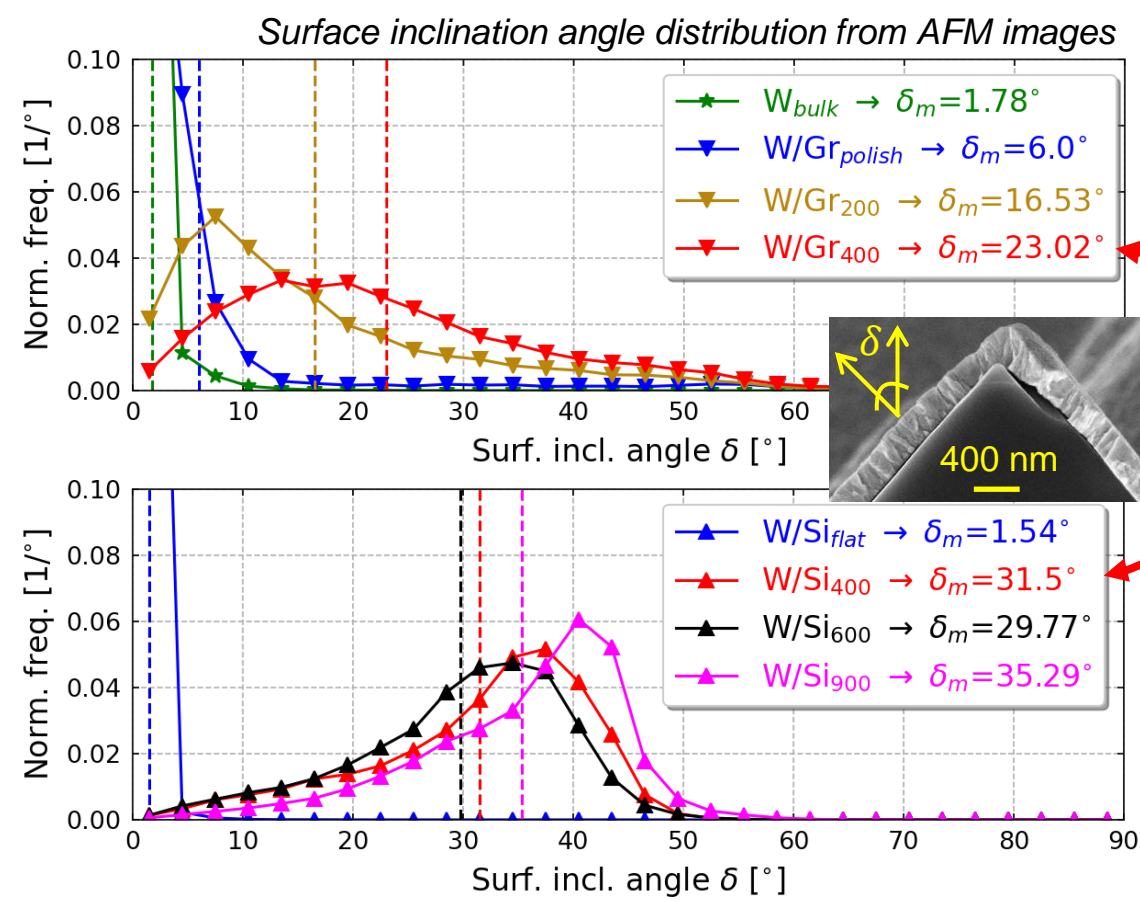 Surface inclination angle distribution from AFM images
0.10
0.08
0.06
0.04
0.02
0.00
Norm. freq. [1/°]
W_bulk → δ_m=1.78°
W/Gr_polish → δ_m=6.0°
W/Gr_200 → δ_m=16.53°
W/Gr_400 → δ_m=23.02°
0 10 20 30 40 50 60
Surf. incl. angle δ [°]
δ
400 nm
0.10
0.08
0.06
0.04
0.02
0.00
Norm. freq. [1/°]
W/Si_flat → δ_m=1.54°
W/Si_400 → δ_m=31.5°
W/Si_600 → δ_m=29.77°
W/Si_900 → δ_m=35.29°
0 10 20 30 40 50 60 70 80 90
Surf. incl. angle δ [°]